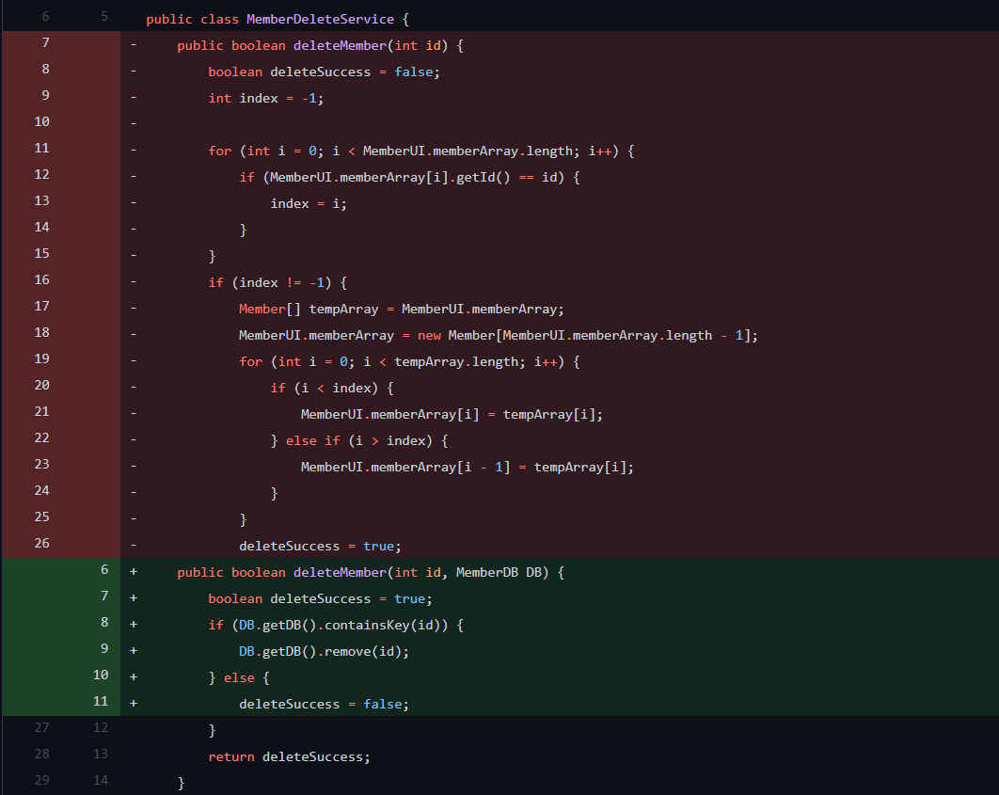 6 5 public class MemberDeleteService {
7 - public boolean deleteMember(int id) {
8 - boolean deleteSuccess = false;
9 - int index = -1;
10 -
11 - for (int i = 0; i < MemberUI.memberArray.length; i++) {
12 - if (MemberUI.memberArray[i].getId() == id) {
13 - index = i;
14 - }
15 - }
16 - if (index != -1) {
17 - Member[] tempArray = MemberUI.memberArray;
18 - MemberUI.memberArray = new Member[MemberUI.memberArray.length - 1];
19 - for (int i = 0; i < tempArray.length; i++) {
20 - if (i < index) {
21 - MemberUI.memberArray[i] = tempArray[i];
22 - } else if (i > index) {
23 - MemberUI.memberArray[i - 1] = tempArray[i];
24 - }
25 - }
26 - deleteSuccess = true;
6 + public boolean deleteMember(int id, MemberDB DB) {
7 + boolean deleteSuccess = true;
8 + if (DB.getDB().containsKey(id)) {
9 + DB.getDB().remove(id);
10 + } else {
11 + deleteSuccess = false;
27 12 }
28 13 return deleteSuccess;
29 14 }